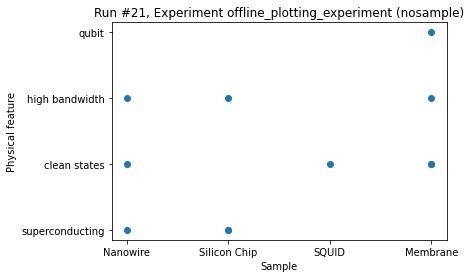 Run #21, Experiment offline_plotting_experiment (nosample)
qubit
high bandwidth
clean states
superconducting
Physical feature
Nanowire Silicon Chip SQUID Membrane
Sample